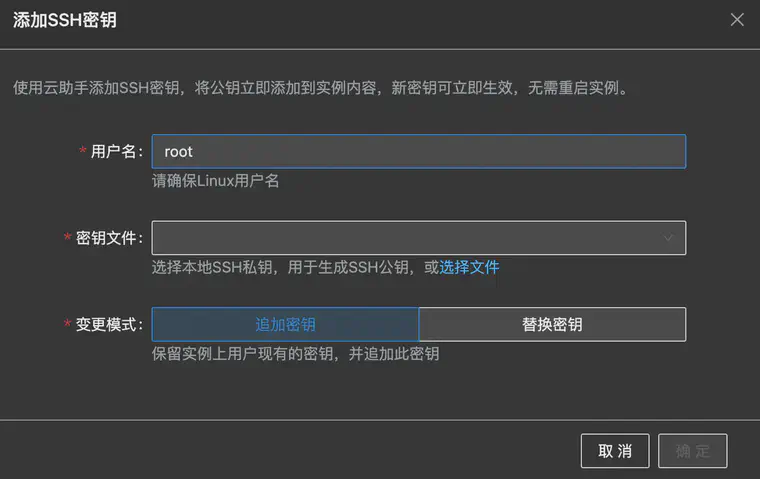 添加SSH密钥
使用云助手添加SSH密钥，将公钥立即添加到实例内容，新密钥可立即生效，无需重启实例。
* 用户名： root
请确保Linux用户名
* 密钥文件：
选择本地SSH私钥，用于生成SSH公钥，或选择文件
* 变更模式： 追加密钥 替换密钥
保留实例上用户现有的密钥，并追加此密钥
取 消 确 定